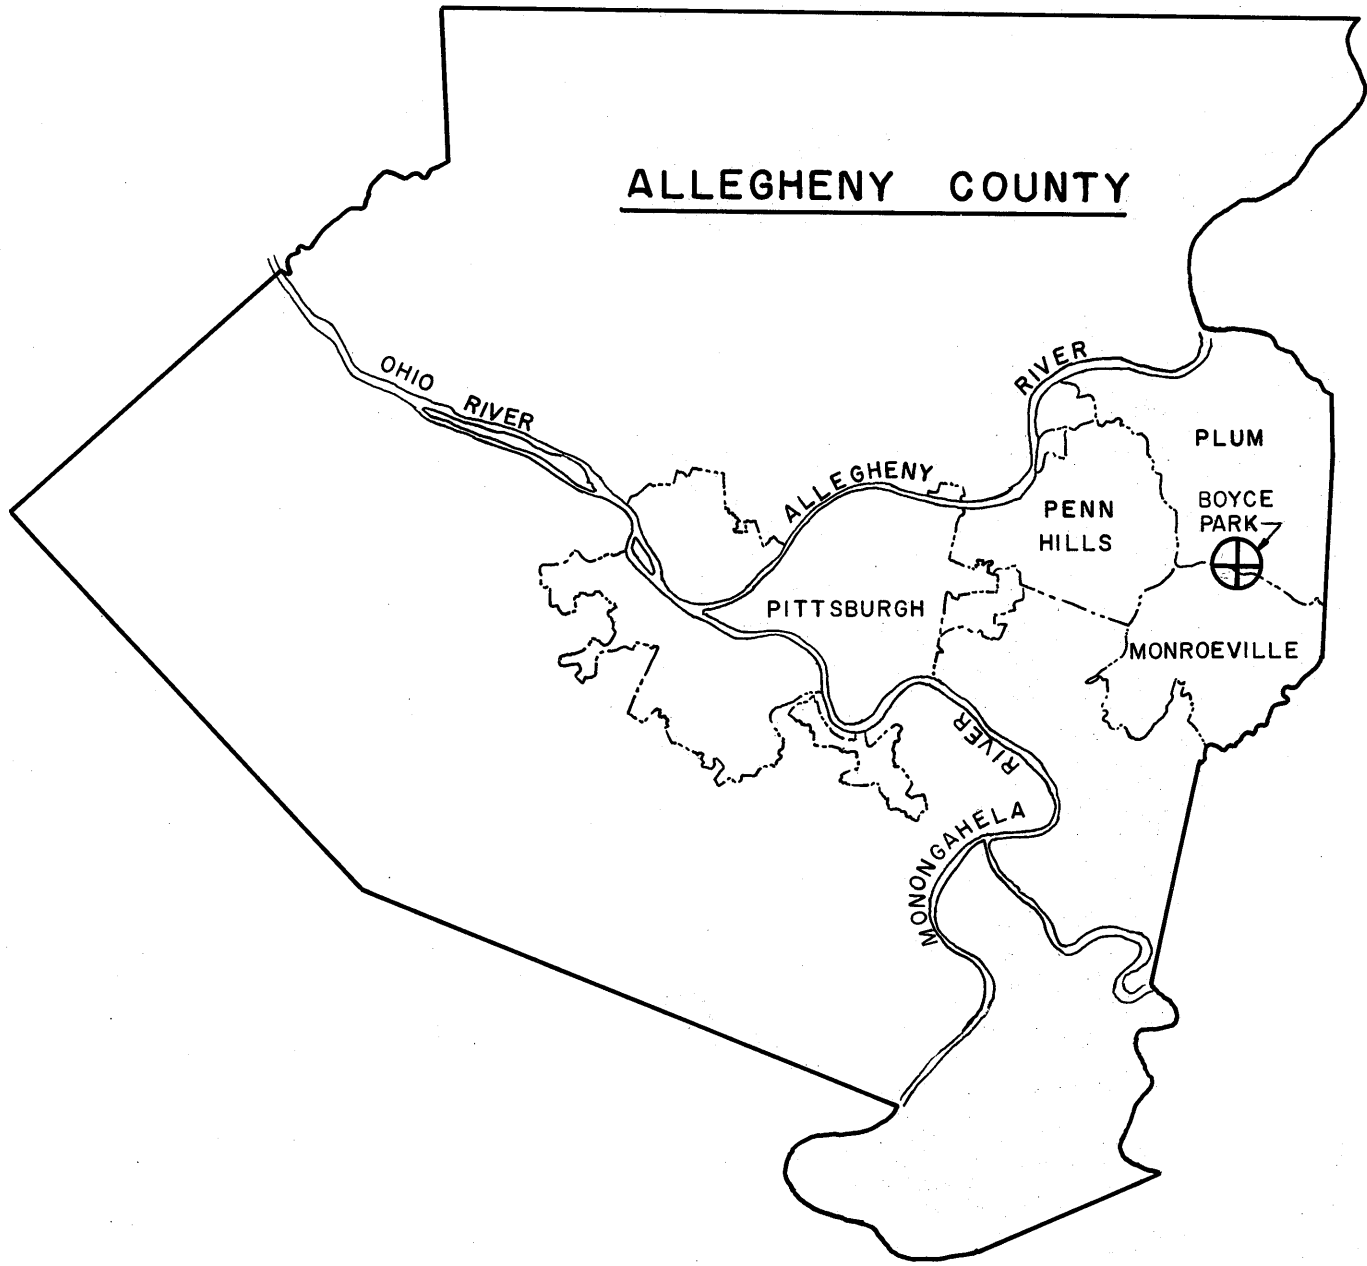 ALLEGHENY COUNTY
OHIO RIVER
ALLEGHENY RIVER
PLUM
BOYCE
PARK
PENN
HILLS
PITTSBURGH
MONROEVILLE
MONONGAHELA RIVER